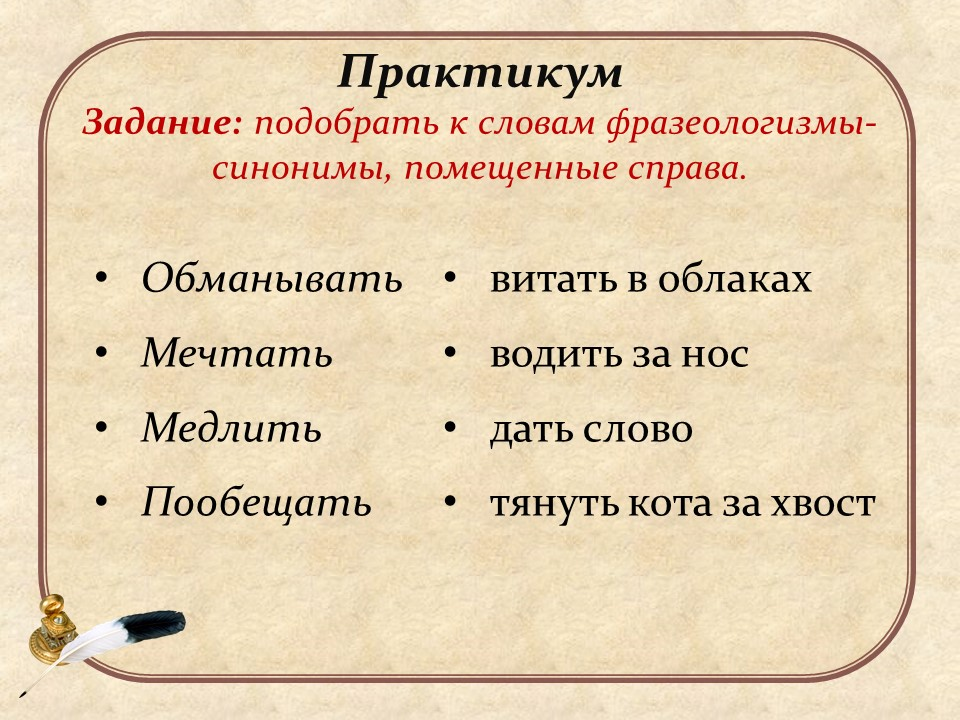 Практикум
Задание: подобрать к словам фразеологизмы-
синонимы, помещенные справа.
• Обманывать
• Мечтать
• Медлить
• Пообещать
• витать в облаках
• водить за нос
• дать слово
• тянуть кота за хвост